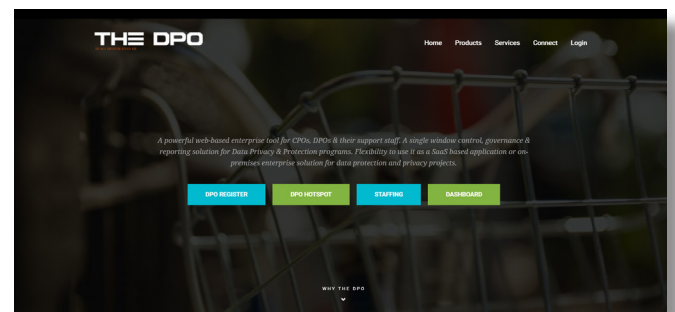 THE DPO
Home Products Services Connect Login
A powerful web-based enterprise tool for CPOs, DPOs & their support staff. A single window control, governance &
reporting solution for Data Privacy & Protection programs. Flexibility to use it as a SaaS based application or on-
premises enterprise solution for data protection and privacy projects.
DPO REGISTER DPO HOTSPOT STAFFING DASHBOARD
WHY THE DPO